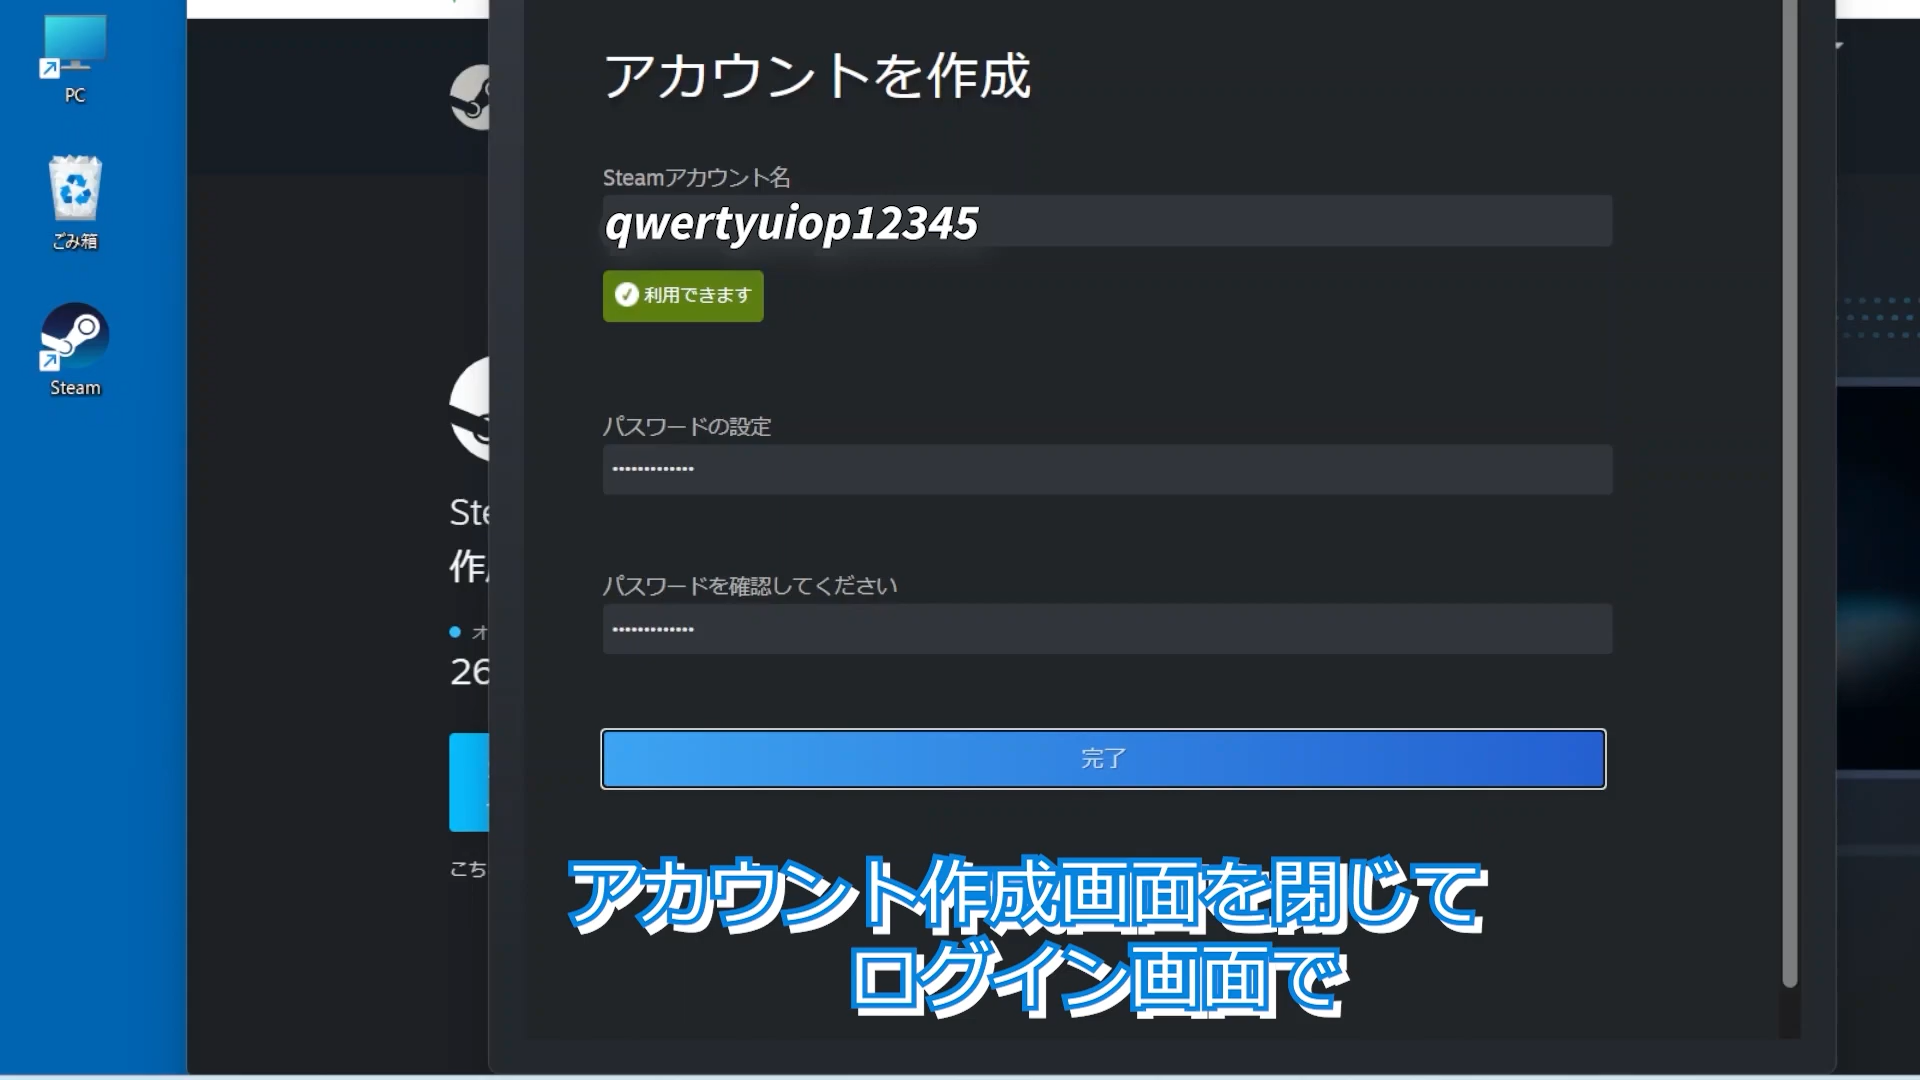 PC
ごみ箱
Steam
Ste
作
オ
26
こち
アカウントを作成
Steamアカウント名
qwertyuiop12345
利用できます
パスワードの設定
•••••••••••••
パスワードを確認してください
•••••••••••••
完了
アカウント作成画面を閉じて
ログイン画面で